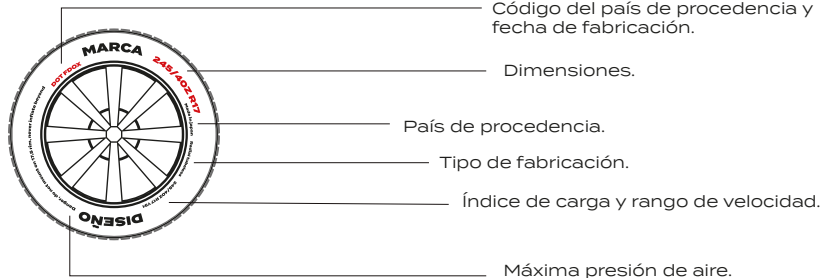 Código del país de procedencia y
fecha de fabricación.
MARCA
DOT FDOX
245/40Z R17
Dimensiones.
País de procedencia.
Tipo de fabricación.
Índice de carga y rango de velocidad.
DISEÑO
Máxima presión de aire.